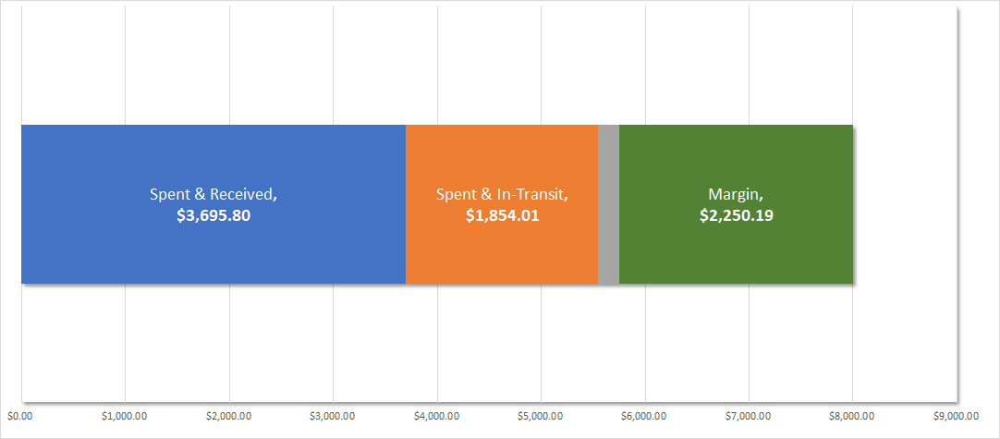 Spent & Received,
$3,695.80
Spent & In-Transit,
$1,854.01
Margin,
$2,250.19
$0.00 $1,000.00 $2,000.00 $3,000.00 $4,000.00 $5,000.00 $6,000.00 $7,000.00 $8,000.00 $9,000.00